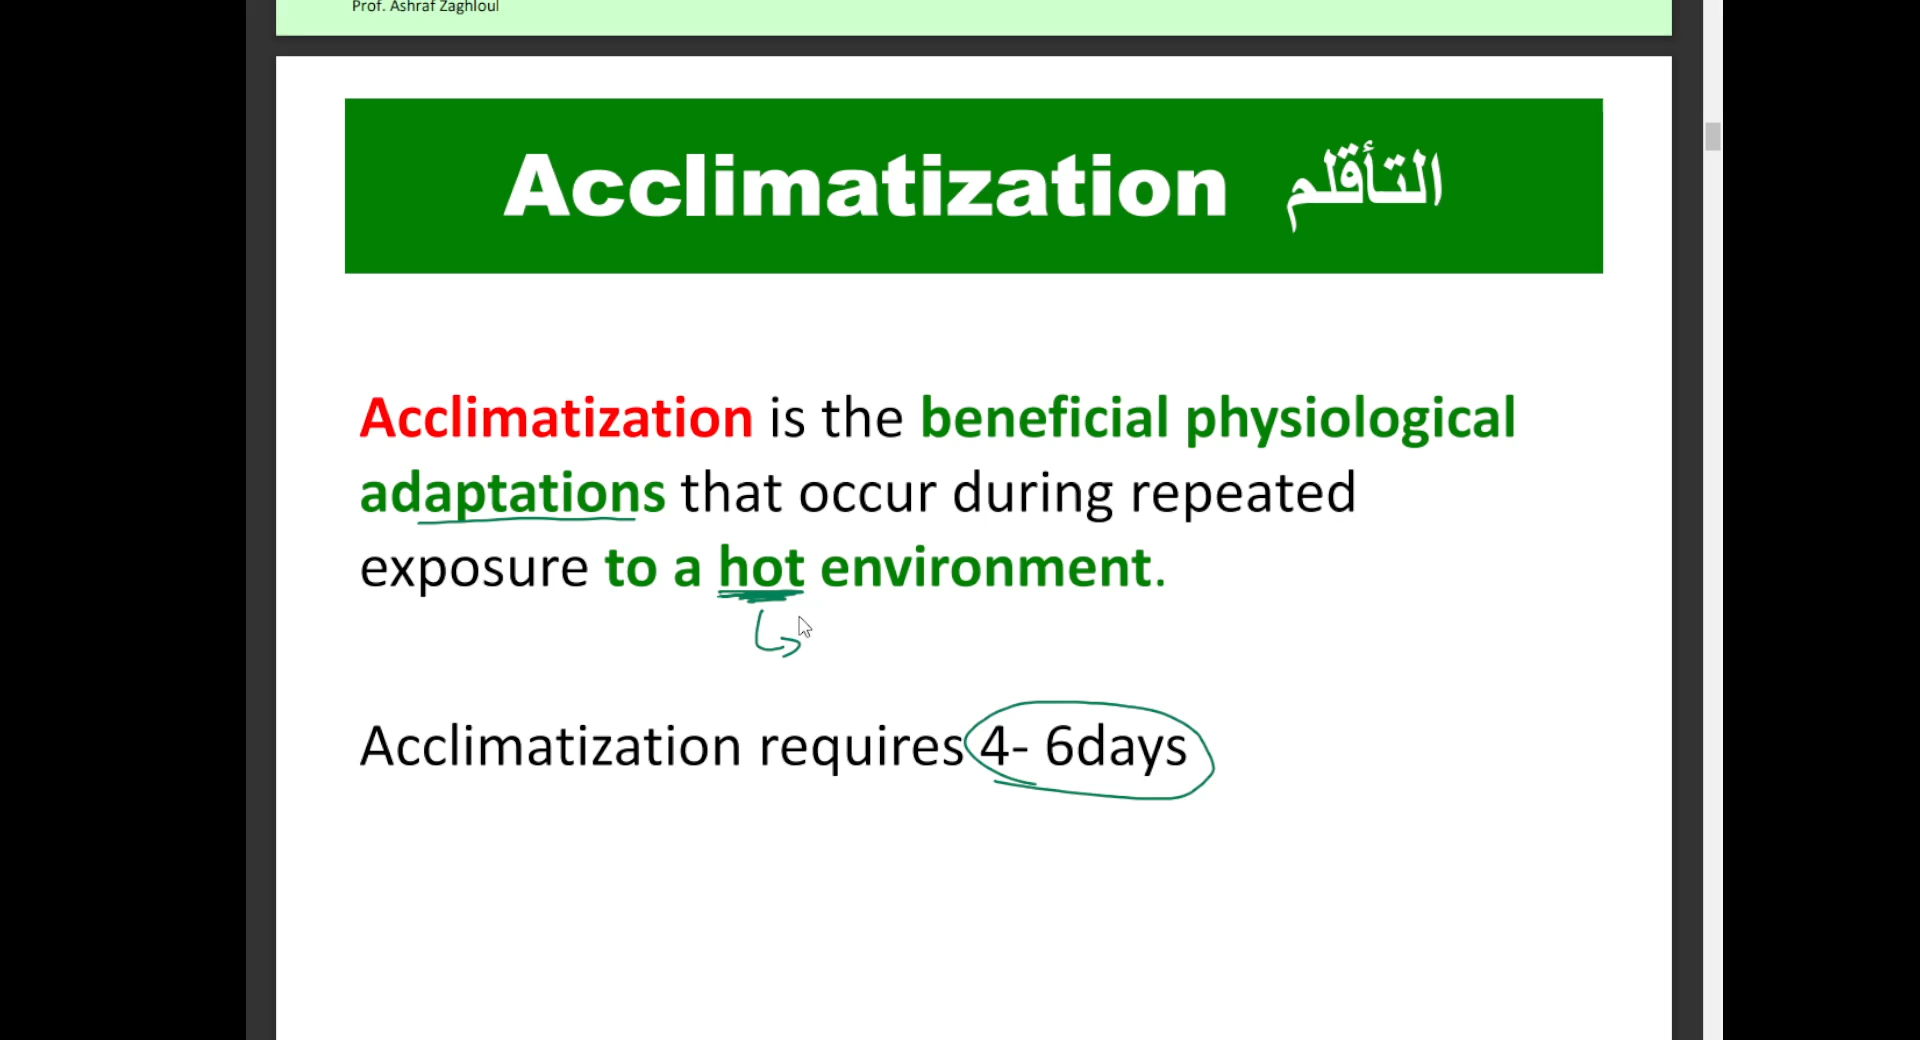 Prof. Ashraf Zaghloul
Acclimatization التأقلم
Acclimatization is the beneficial physiological
adaptations that occur during repeated
exposure to a hot environment.
Acclimatization requires 4- 6days